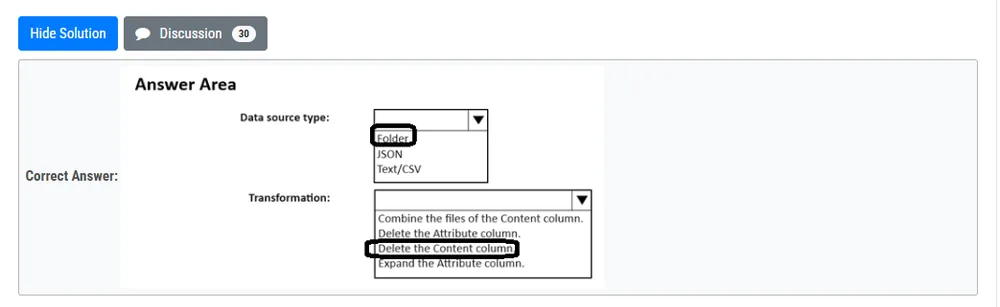 Hide Solution
Discussion 30
Answer Area
Data source type:
Folder
JSON
Text/CSV
Correct Answer:
Transformation:
Combine the files of the Content column.
Delete the Attribute column.
Delete the Content column
Expand the Attribute column.